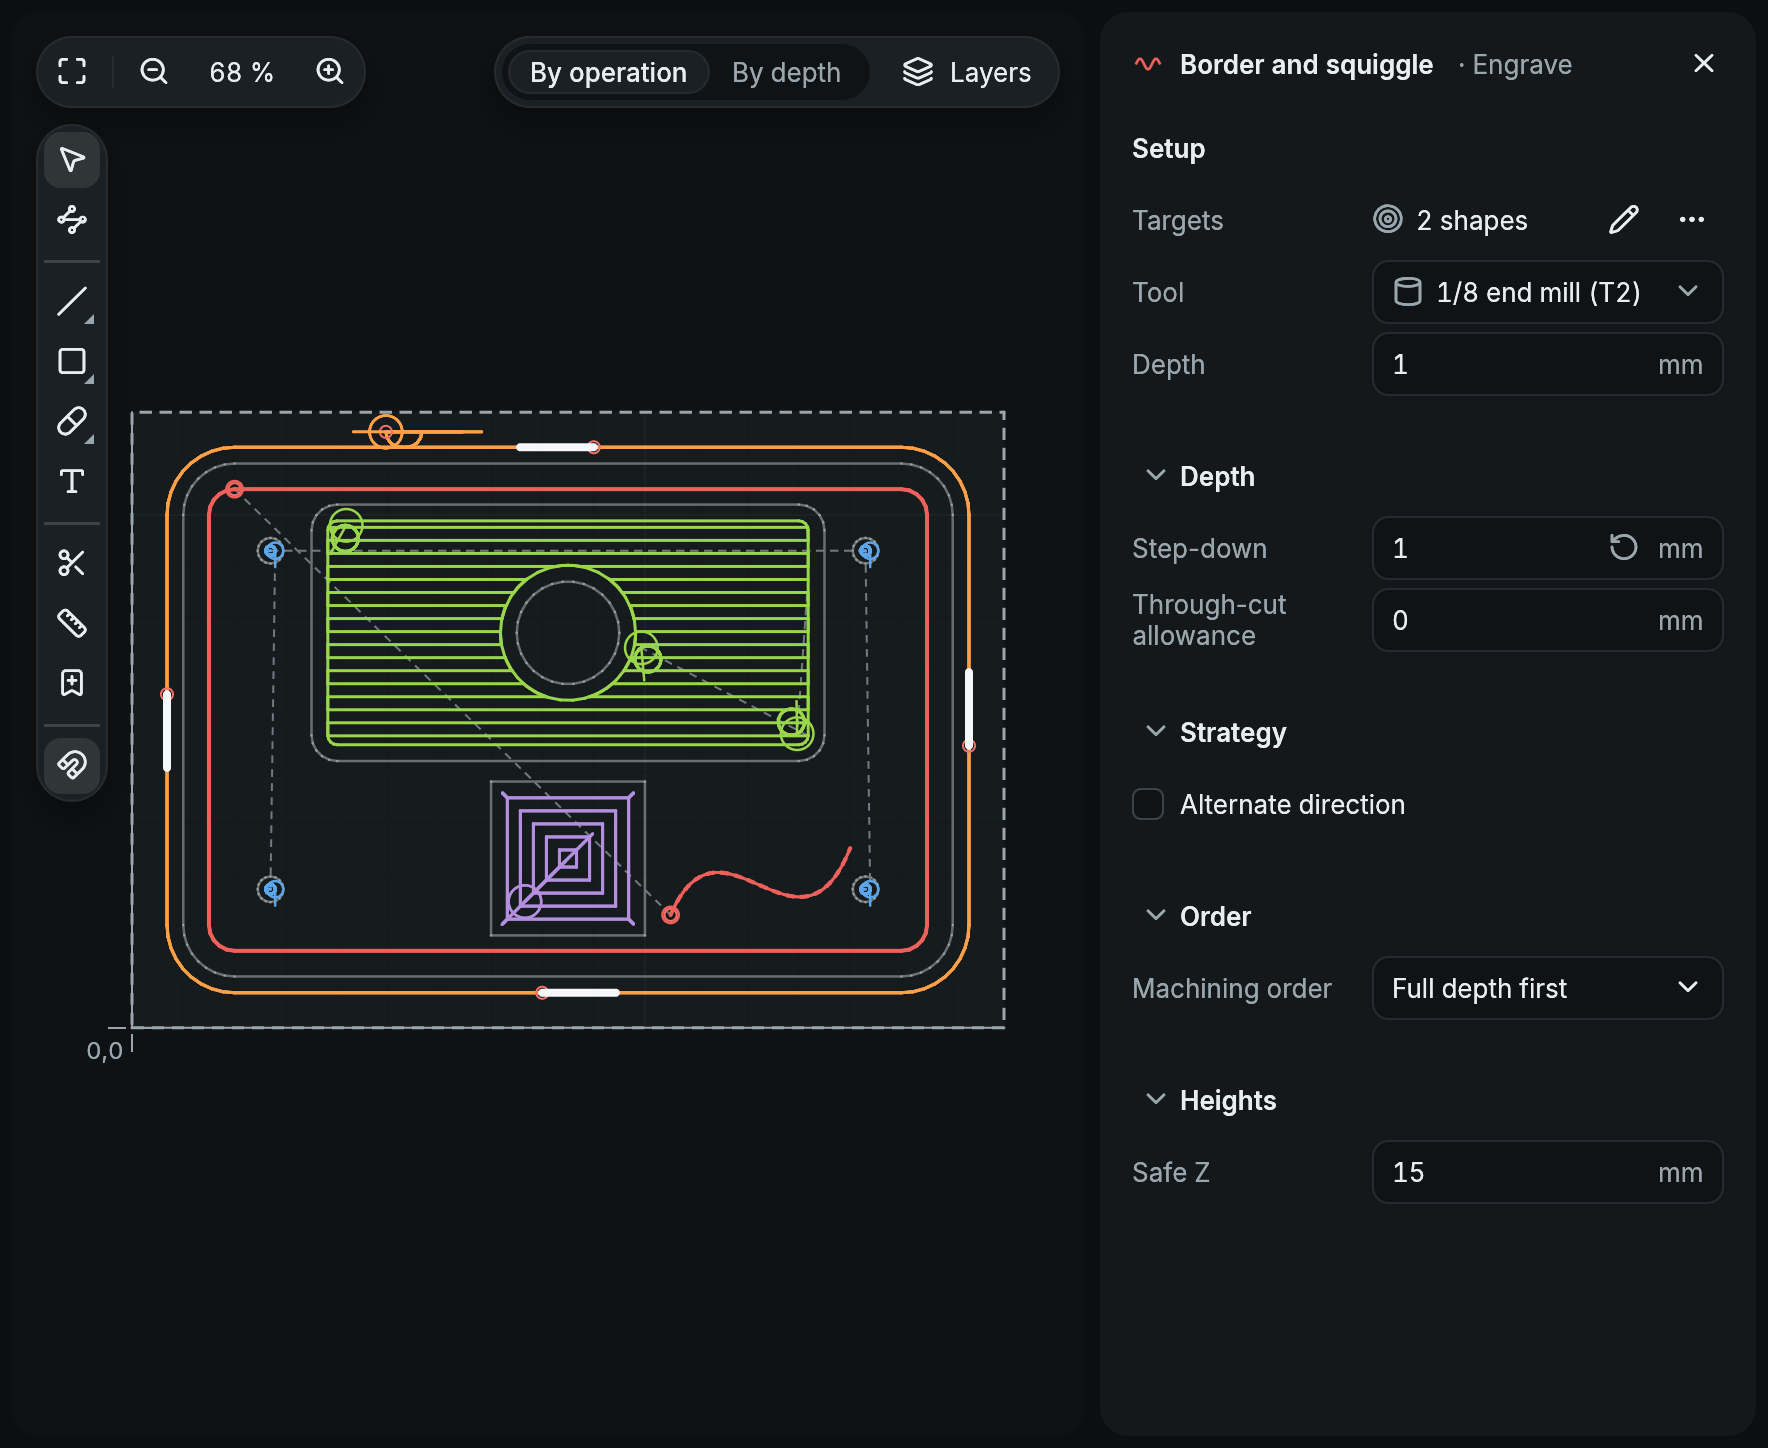 68 %
By operation
By depth
Layers
0,0
Border and squiggle · Engrave
Setup
Targets
2 shapes
Tool
1/8 end mill (T2)
Depth
1 mm
Depth
Step-down
1 mm
Through-cut
allowance
0 mm
Strategy
Alternate direction
Order
Machining order
Full depth first
Heights
Safe Z
15 mm